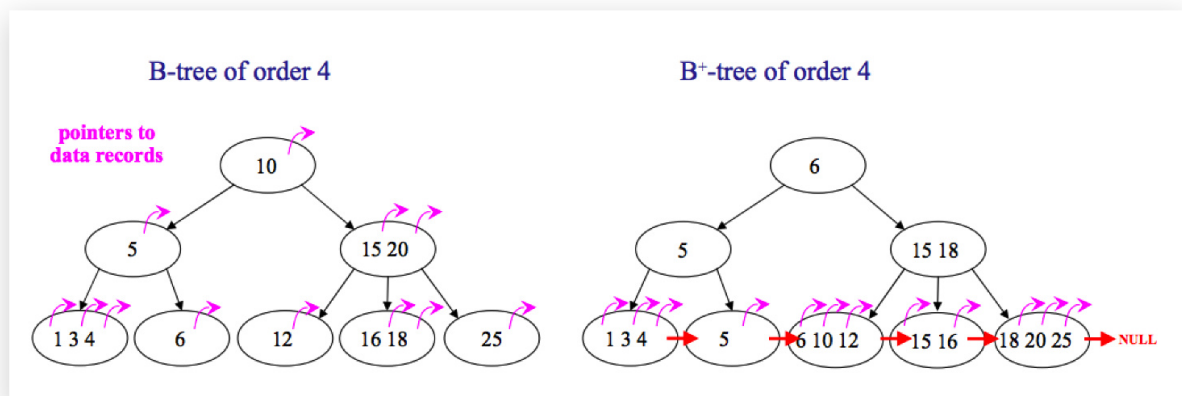 B-tree of order 4
B⁺-tree of order 4
pointers to
data records
10
6
5
15 20
5
15 18
1 3 4
6
12
16 18
25
1 3 4
5
6 10 12
15 16
18 20 25
NULL